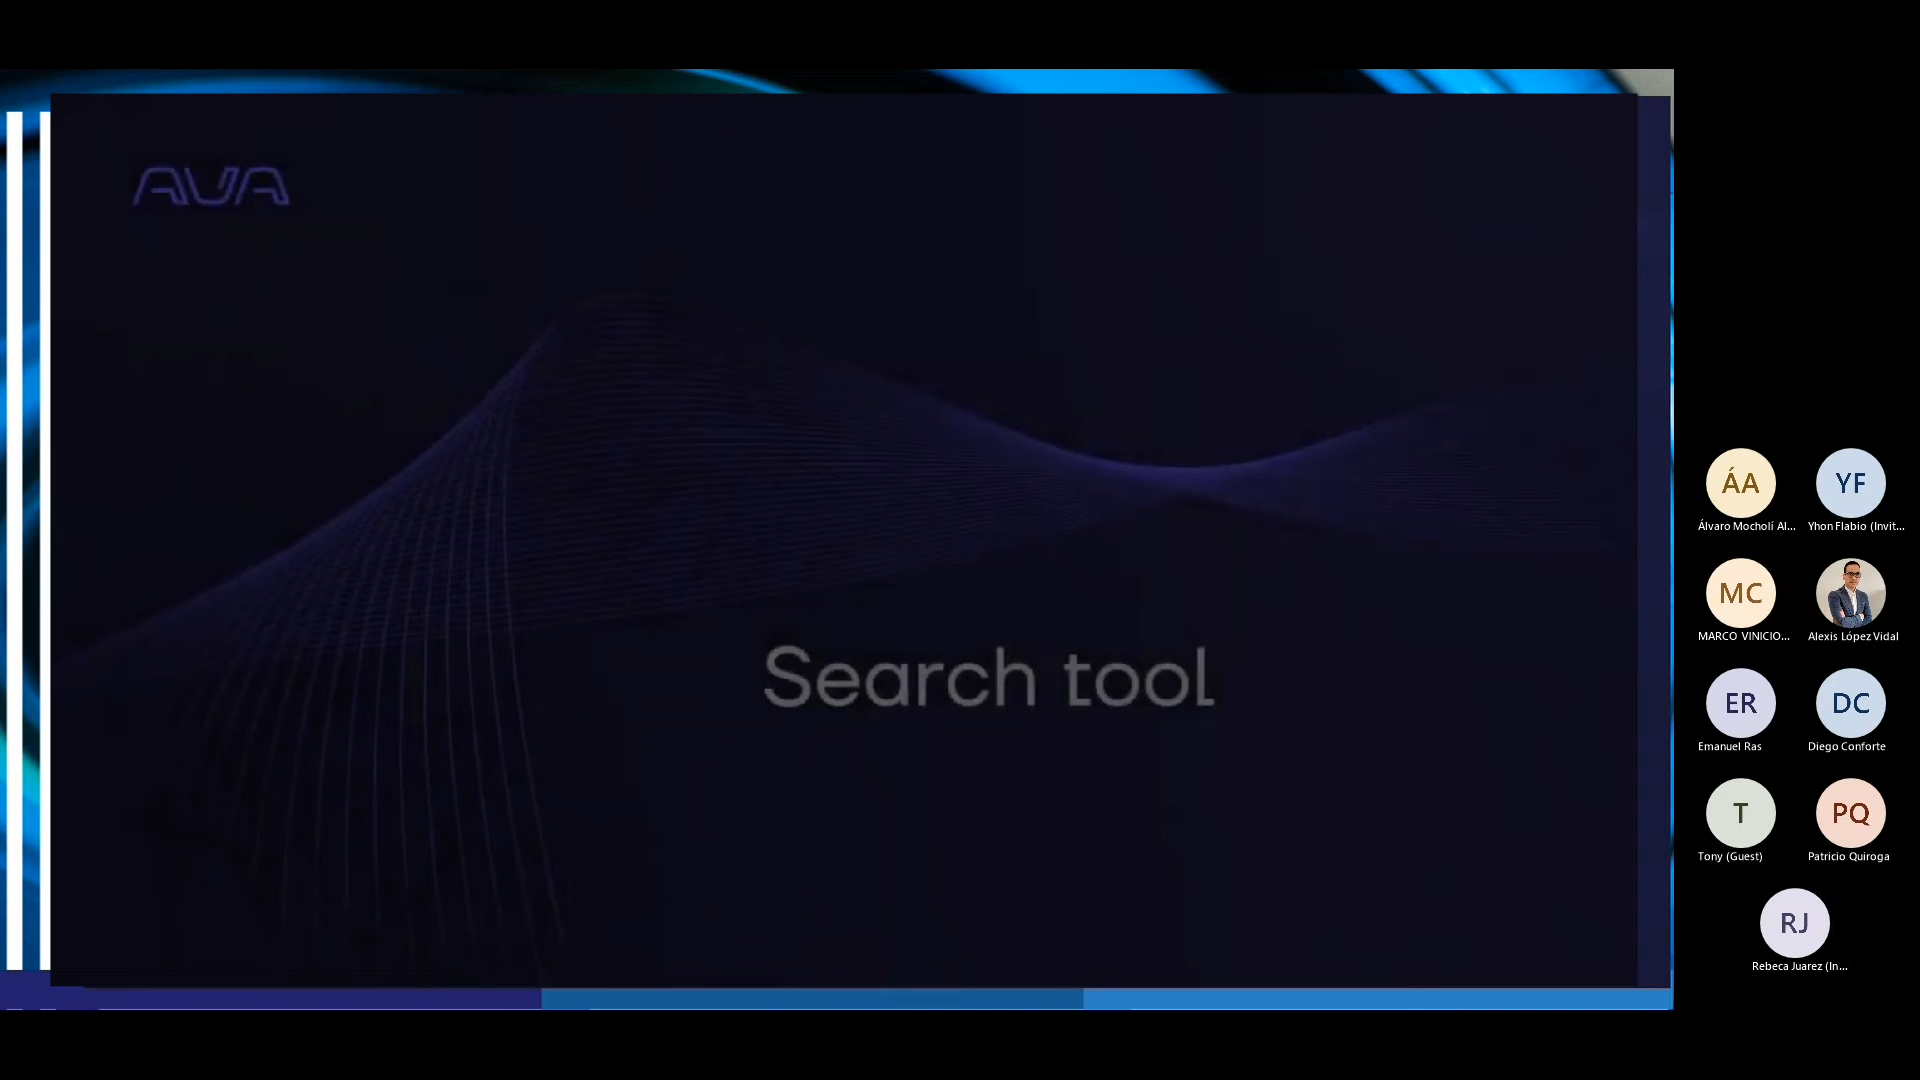 AVA
Search tool
ÁA
YF
Álvaro Mocholí Al...
Yhon Flabio (Invit...
MC
MARCO VINICIO...
Alexis López Vidal
ER
DC
Emanuel Ras
Diego Conforte
T
PQ
Tony (Guest)
Patricio Quiroga
RJ
Rebeca Juarez (In...